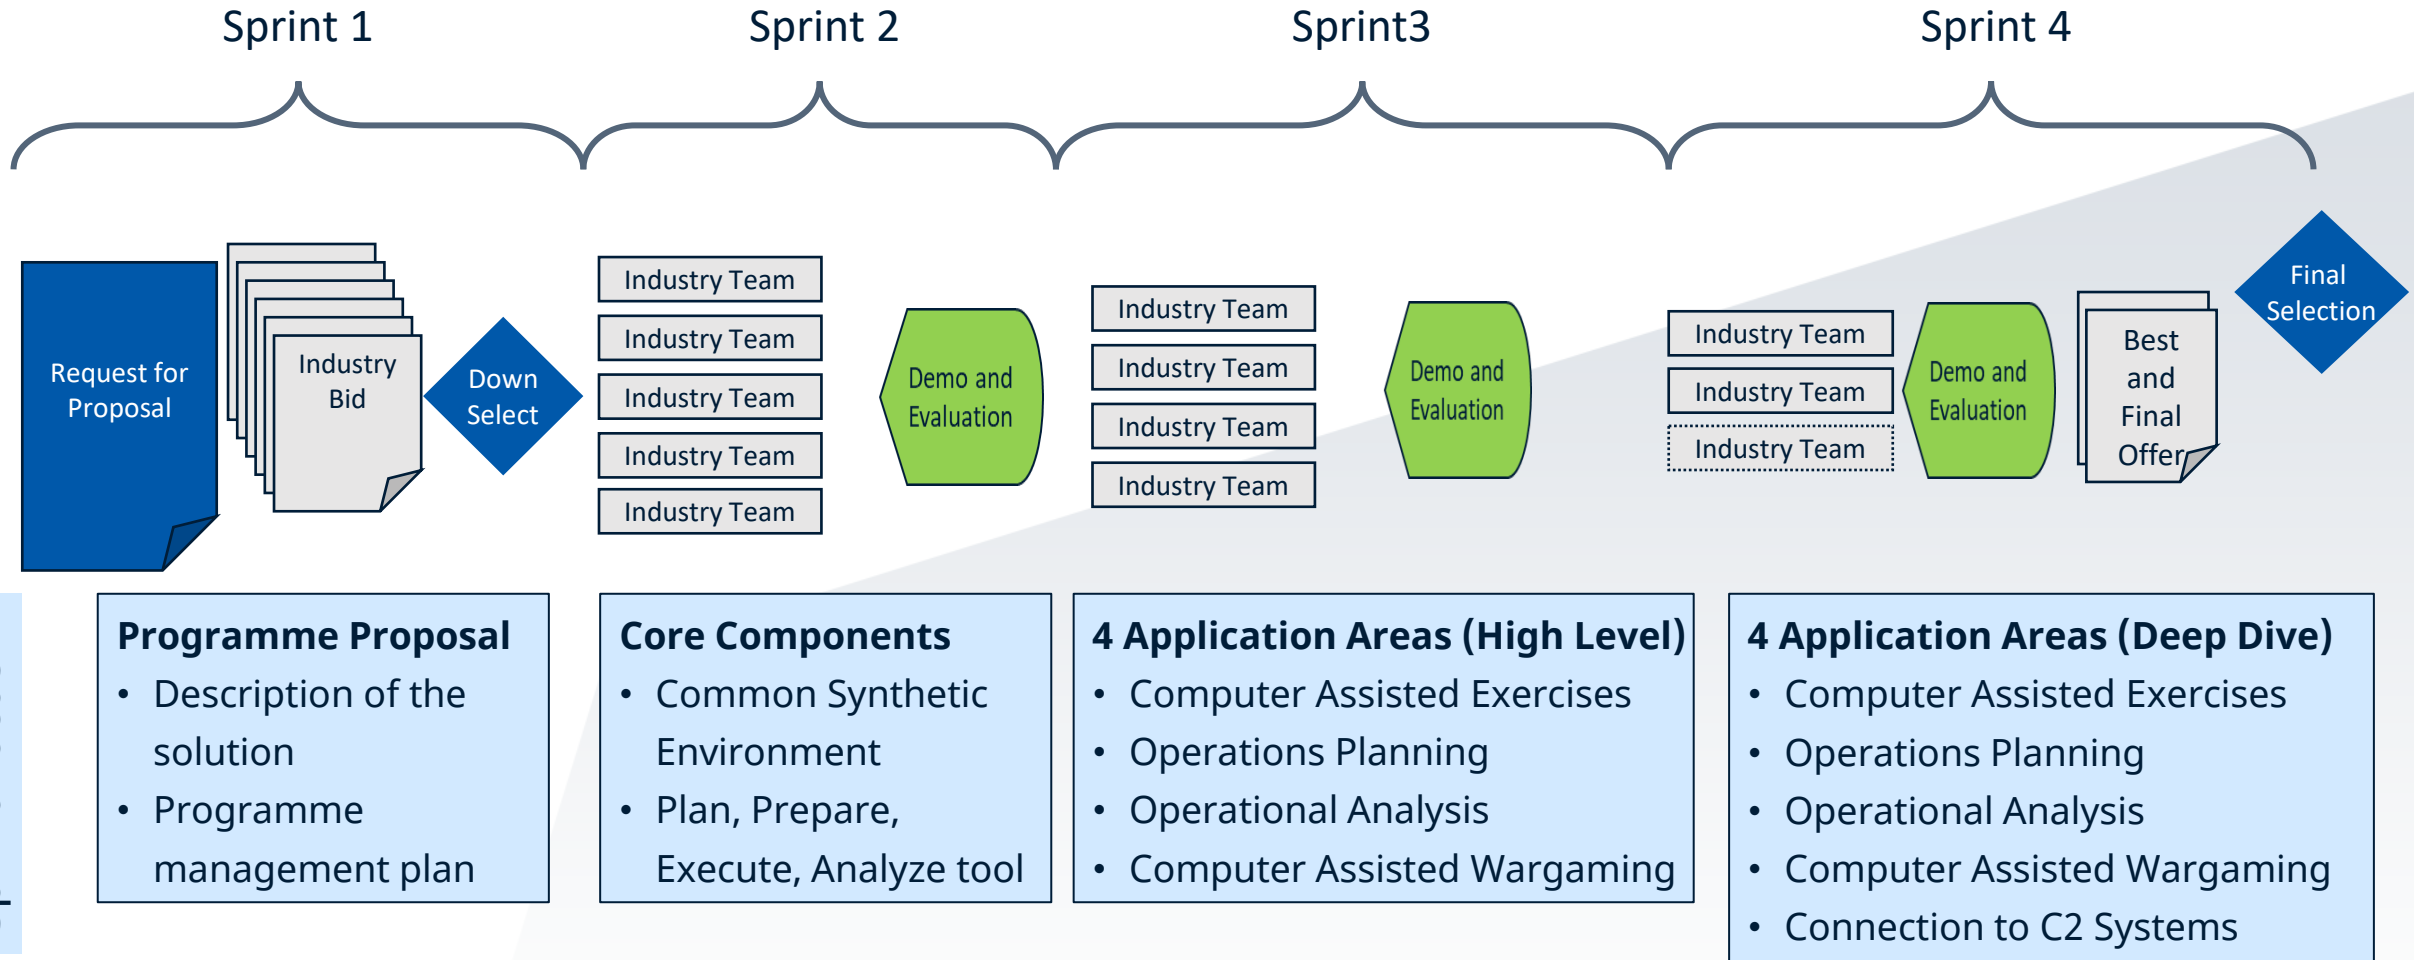 Sprint 1
Sprint 2
Sprint3
Sprint 4
Request for
Proposal
Industry
Bid
Down
Select
Industry Team
Industry Team
Industry Team
Industry Team
Industry Team
Demo and
Evaluation
Industry Team
Industry Team
Industry Team
Industry Team
Demo and
Evaluation
Industry Team
Industry Team
Industry Team
Demo and
Evaluation
Best
and
Final
Offer
Final
Selection
Programme Proposal
• Description of the
solution
• Programme
management plan
Core Components
• Common Synthetic
Environment
• Plan, Prepare,
Execute, Analyze tool
4 Application Areas (High Level)
• Computer Assisted Exercises
• Operations Planning
• Operational Analysis
• Computer Assisted Wargaming
4 Application Areas (Deep Dive)
• Computer Assisted Exercises
• Operations Planning
• Operational Analysis
• Computer Assisted Wargaming
• Connection to C2 Systems